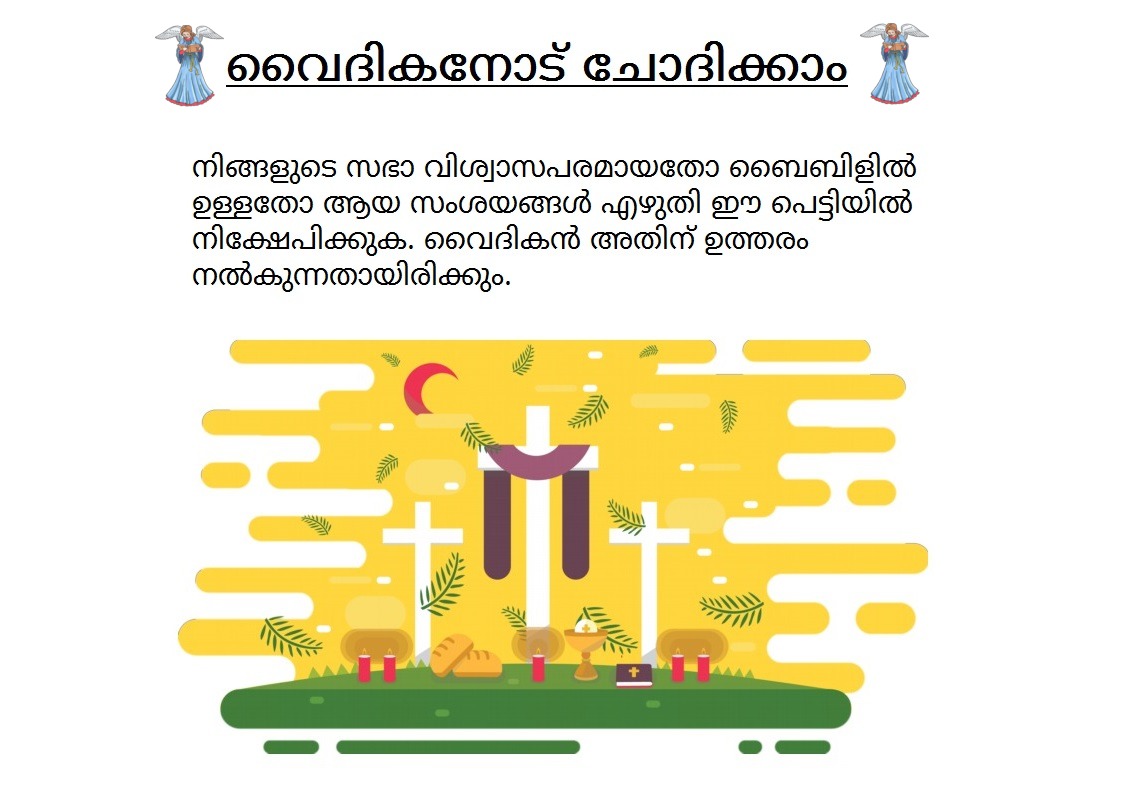 വൈദികനോട് ചോദിക്കാം
നിങ്ങളുടെ സഭാ വിശ്വാസപരമായതോ ബൈബിളിൽ
ഉള്ളതോ ആയ സംശയങ്ങൾ എഴുതി ഈ പെട്ടിയിൽ
നിക്ഷേപിക്കുക. വൈദികൻ അതിന് ഉത്തരം
നൽകുന്നതായിരിക്കും.